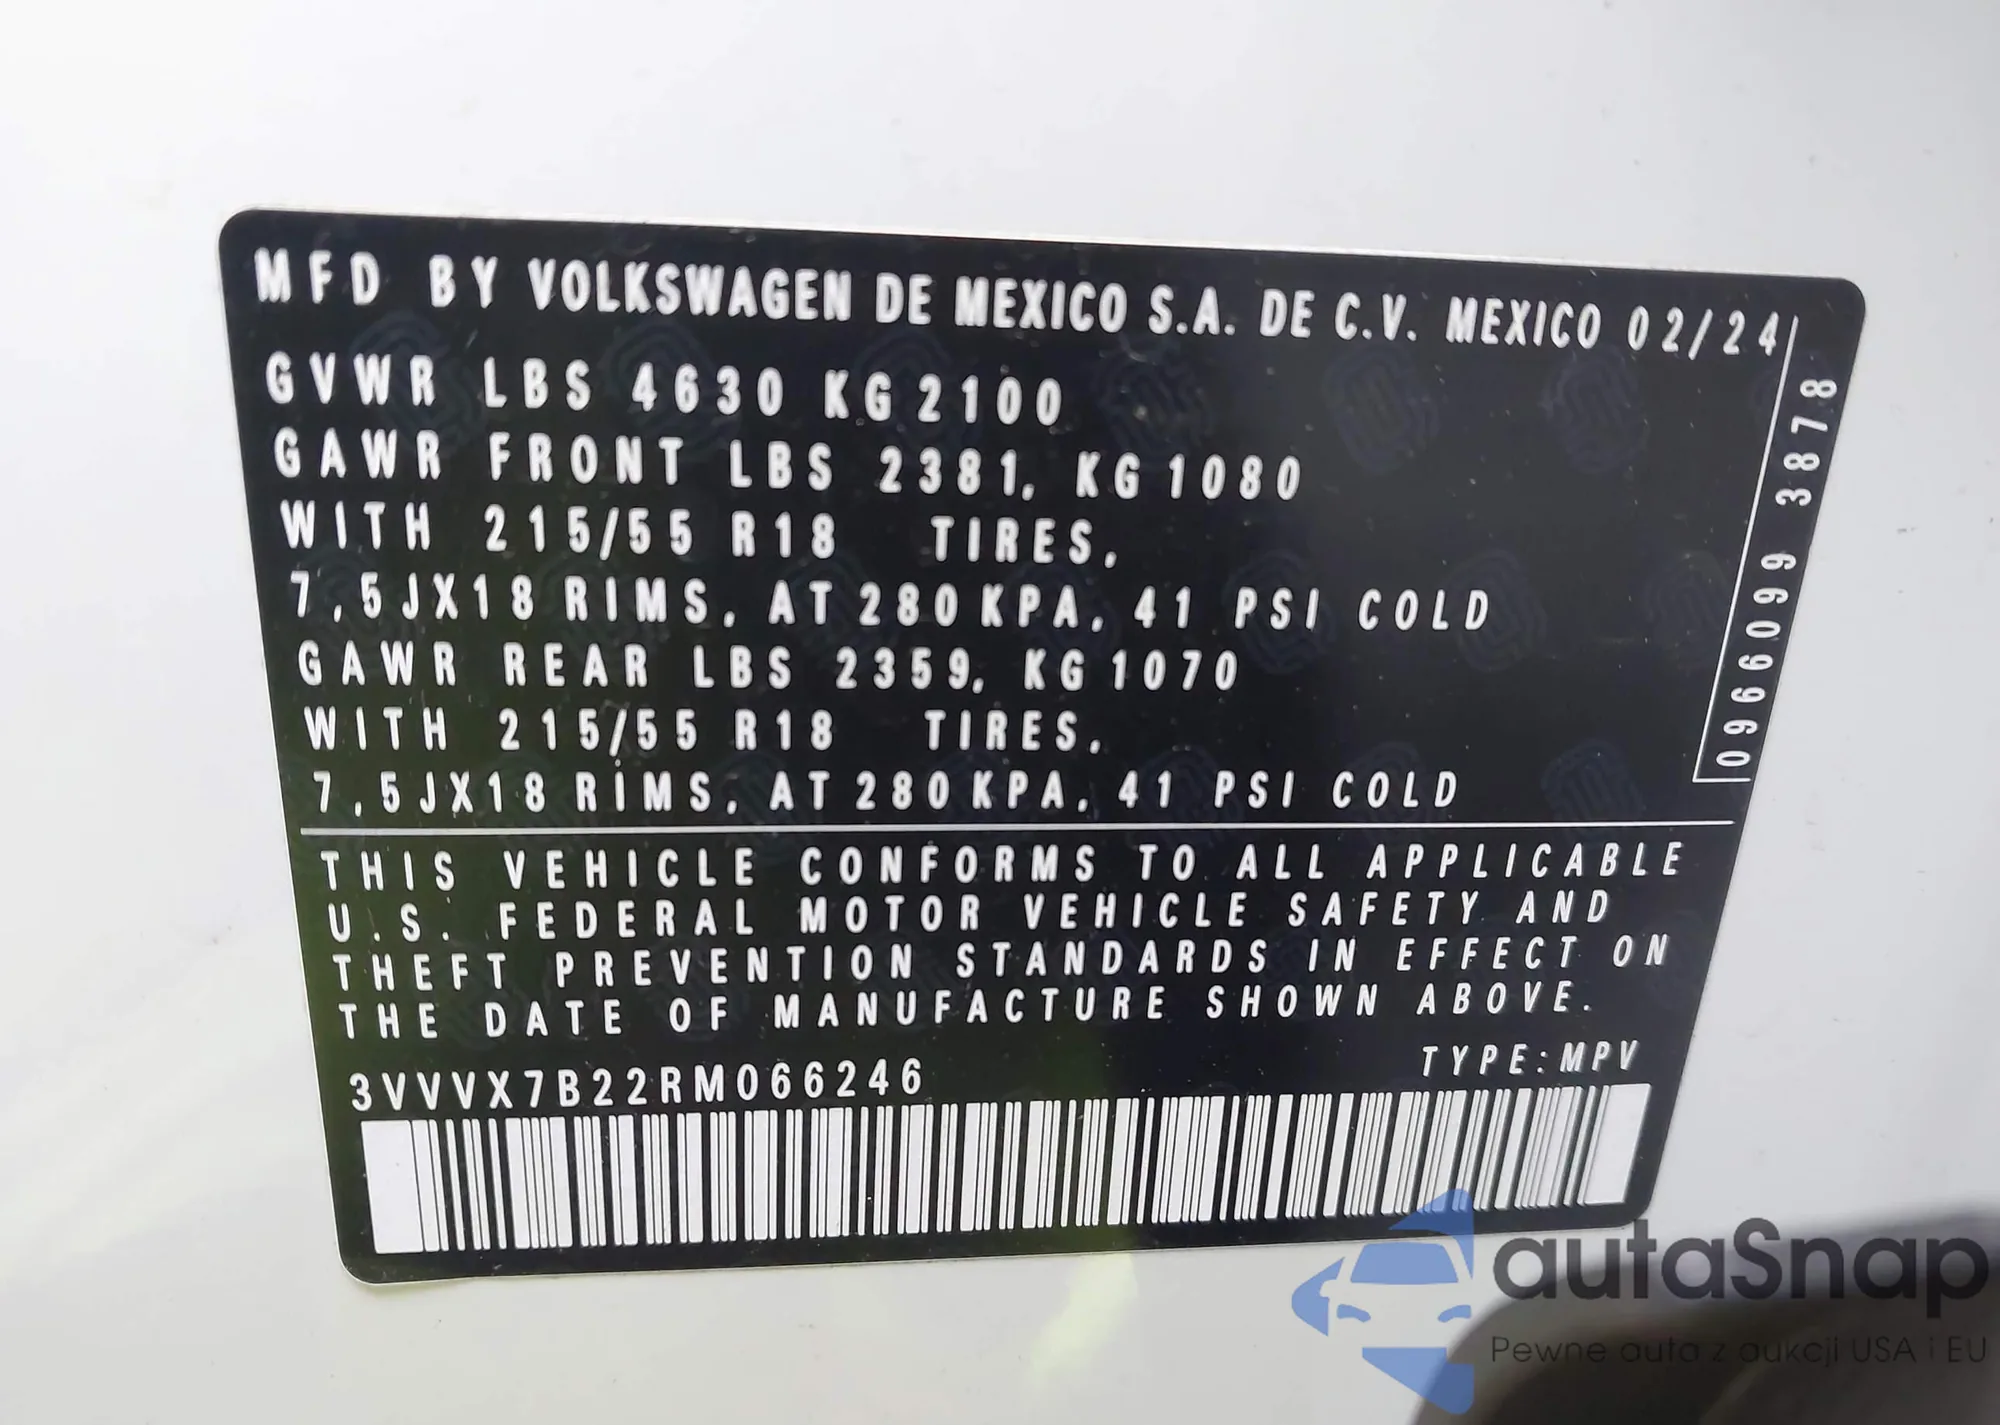 MFD BY VOLKSWAGEN DE MEXICO S.A. DE C.V. MEXICO 02/24
GVWR LBS 4630 KG 2100
GAWR FRONT LBS 2381, KG 1080
WITH 215/55 R18 TIRES,
7,5JX18 RIMS, AT 280 KPA, 41 PSI COLD
GAWR REAR LBS 2359, KG 1070
WITH 215/55 R18 TIRES,
7,5JX18 RIMS, AT 280 KPA, 41 PSI COLD
0966099 3878
THIS VEHICLE CONFORMS TO ALL APPLICABLE
U.S. FEDERAL MOTOR VEHICLE SAFETY AND
THEFT PREVENTION STANDARDS IN EFFECT ON
THE DATE OF MANUFACTURE SHOWN ABOVE.
TYPE:MPV
3VVVX7B22RM066246
autaSnap
Pewne auta z aukcji USA i EU